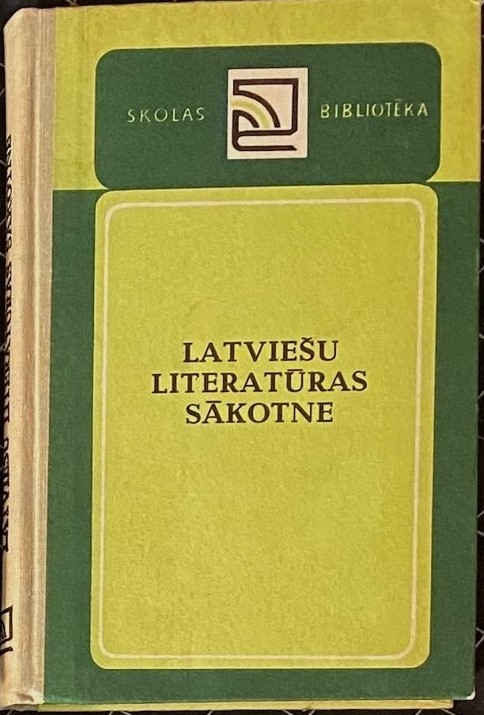 SKOLAS BIBLIOTĒKA
LATVIEŠU
LITERATŪRAS
SĀKOTNE